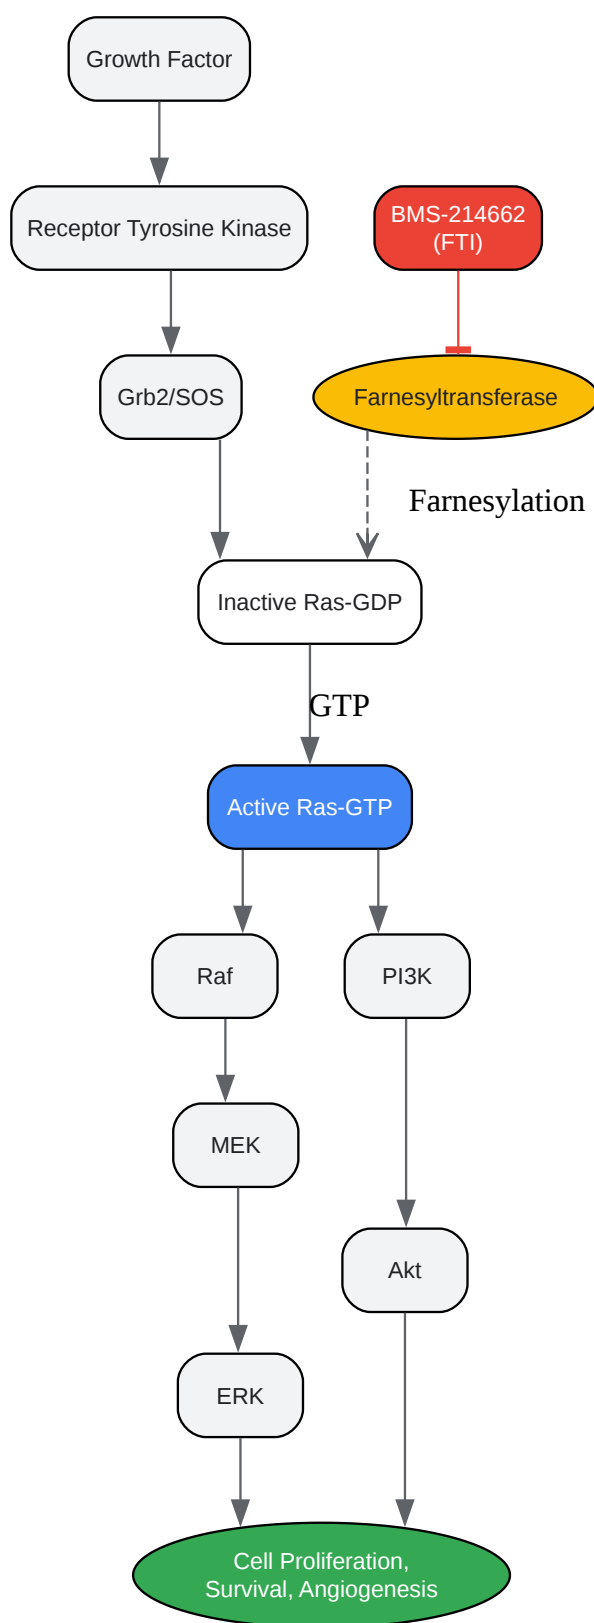 Growth Factor
Receptor Tyrosine Kinase
BMS-214662
(FTI)
Grb2/SOS
Farnesyltransferase
Farnesylation
Inactive Ras-GDP
GTP
Active Ras-GTP
Raf
PI3K
MEK
Akt
ERK
Cell Proliferation,
Survival, Angiogenesis